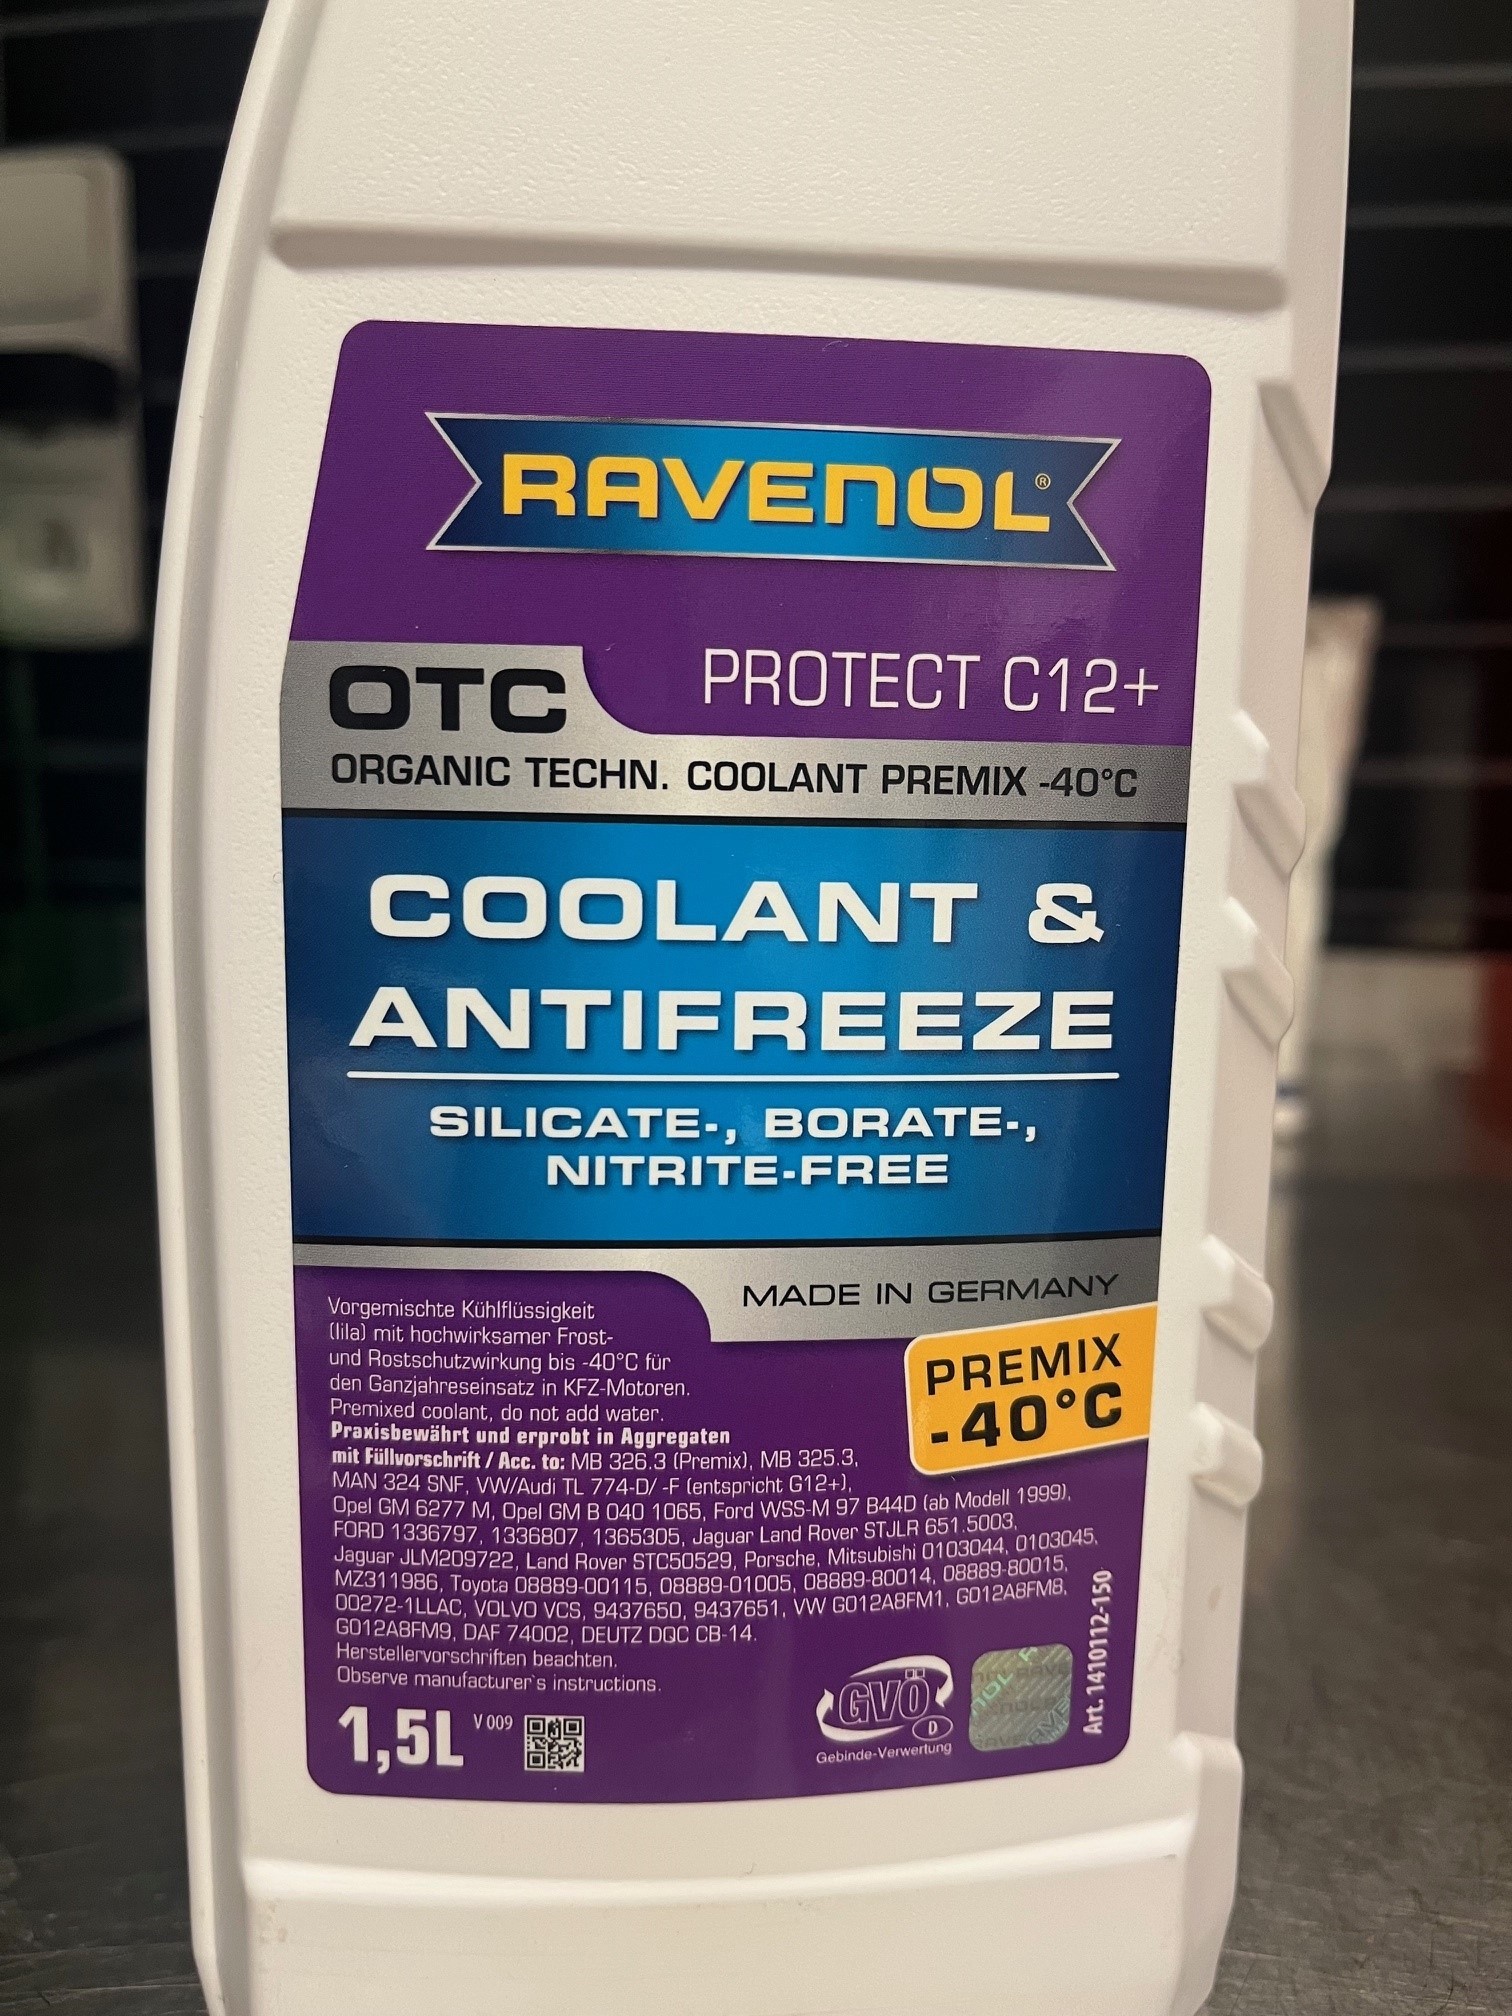 RAVENOL®
OTC
PROTECT C12+
ORGANIC TECHN. COOLANT PREMIX -40°C
COOLANT &
ANTIFREEZE
SILICATE-, BORATE-,
NITRITE-FREE
MADE IN GERMANY
PREMIX
-40°C
Vorgemischte Kühlflüssigkeit
(lila) mit hochwirksamer Frost-
und Rostschutzwirkung bis -40°C für
den Ganzjahreseinsatz in KFZ-Motoren.
Premixed coolant, do not add water.
Praxisbewährt und erprobt in Aggregaten
mit Füllvorschrift / Acc. to: MB 326.3 (Premix), MB 325.3,
MAN 324 SNF, VW/Audi TL 774-D/ -F (entspricht G12+),
Opel GM 6277 M, Opel GM B 040 1065, Ford WSS-M 97 B44D (ab Modell 1999),
FORD 1336797, 1336807, 1365305, Jaguar Land Rover STJLR 651.5003,
Jaguar JLM209722, Land Rover STC50529, Porsche, Mitsubishi 0103044, 0103045,
MZ311986, Toyota 08889-00115, 08889-01005, 08889-80014, 08889-80015,
00272-1LLAC, VOLVO VCS, 9437650, 9437651, VW G012A8FM1, G012A8FM8,
G012A8FM9, DAF 74002, DEUTZ DQC CB-14.
Herstellervorschriften beachten.
Observe manufacturer`s instructions.
1,5L
V 009
GVÖ
D
Gebinde-Verwertung
Art. 1410112-150